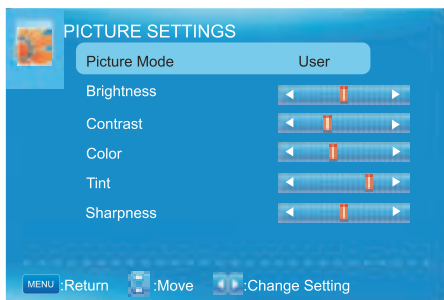 PICTURE SETTINGS
Picture Mode User
Brightness
Contrast
Color
Tint
Sharpness
MENU :Return :Move :Change Setting